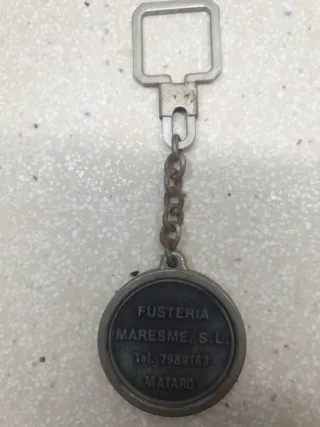 FUSTERIA
MARESME, S.L.
Tel. 7989163
MATARO